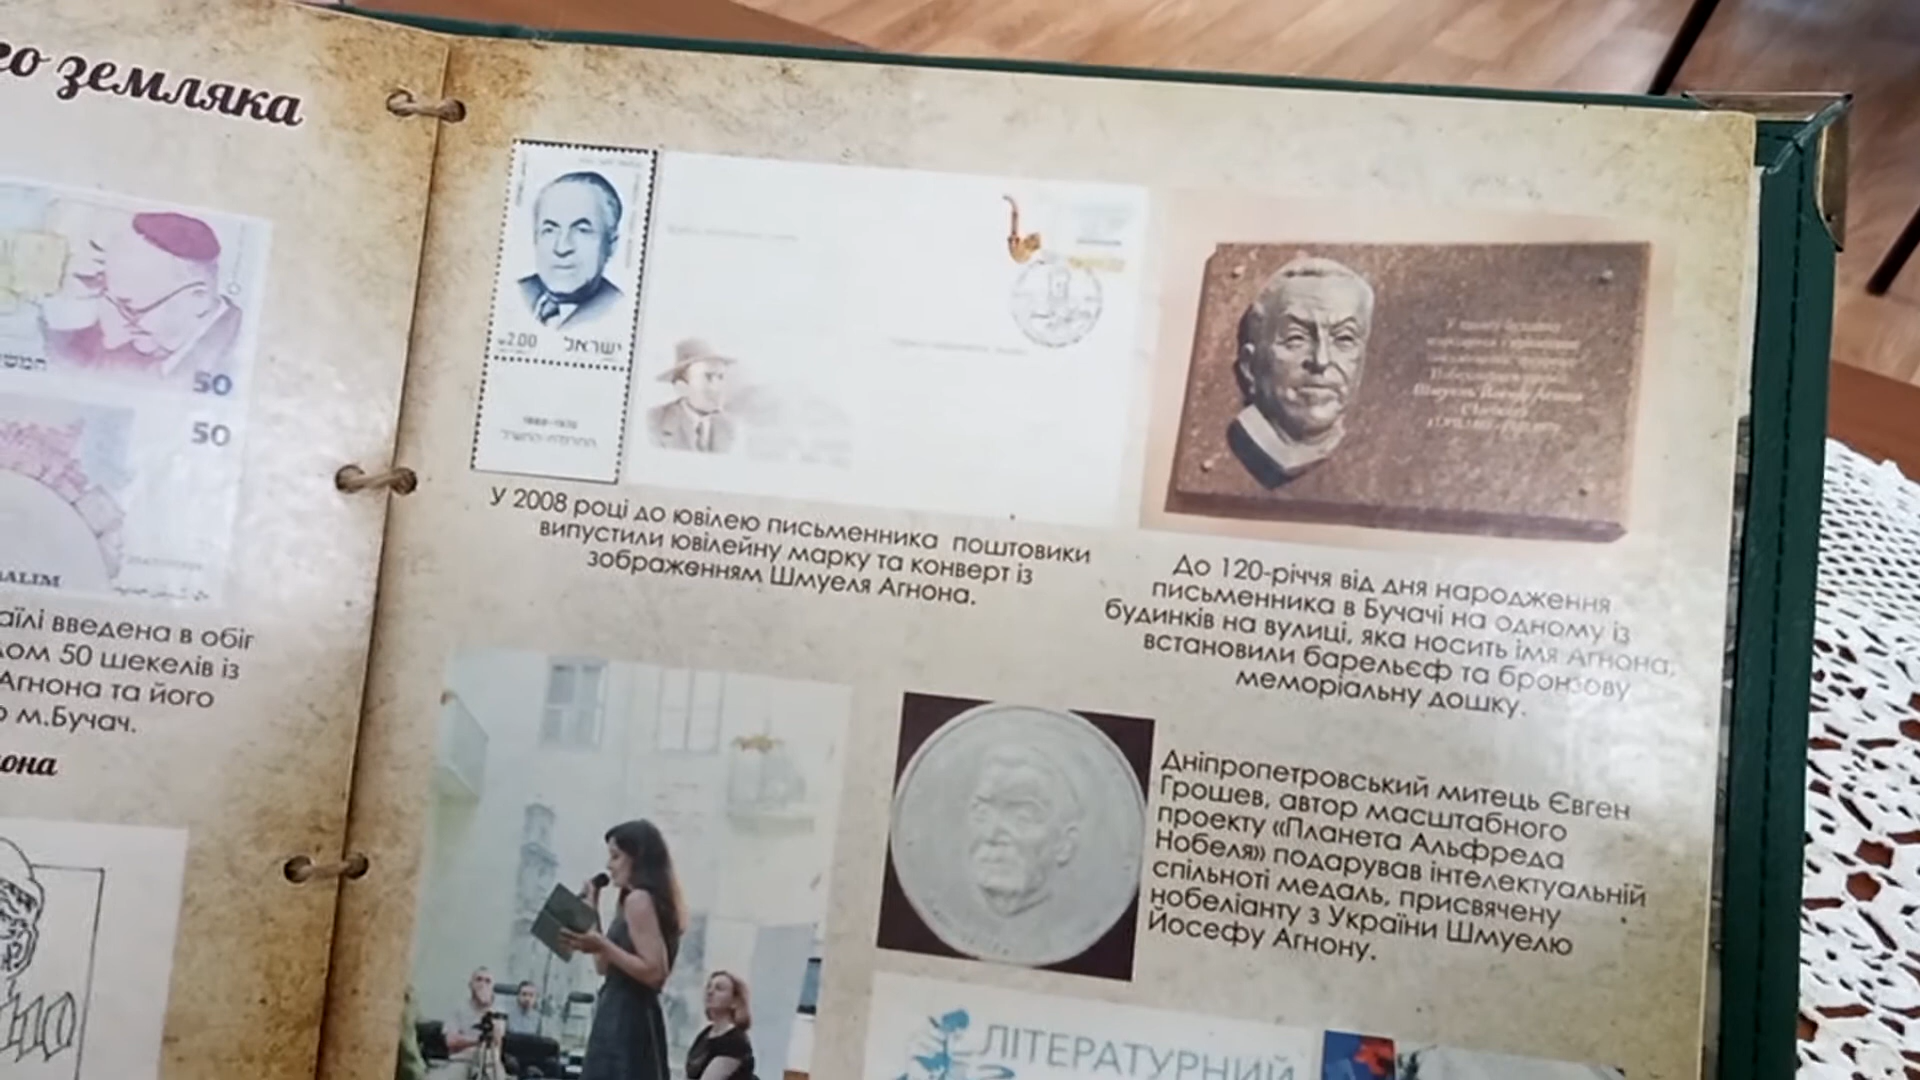 го земляка
50
50
ALIM
аїлі введена в обіг
ом 50 шекелів із
Агнона та його
м.Бучач.
она
2.00 ישראל
У 2008 році до ювілею письменника поштовики
випустили ювілейну марку та конверт із
зображенням Шмуеля Агнона.
До 120-річчя від дня народження
письменника в Бучачі на одному із
будинків на вулиці, яка носить імя Агнона,
встановили барельєф та бронзову
меморіальну дошку.
Дніпропетровський митець Євген
Грошев, автор масштабного
проекту «Планета Альфреда
Нобеля» подарував інтелектуальній
спільноті медаль, присвячену
нобеліанту з України Шмуелю
Йосефу Агнону.
ЛІТЕРАТУРНИЙ